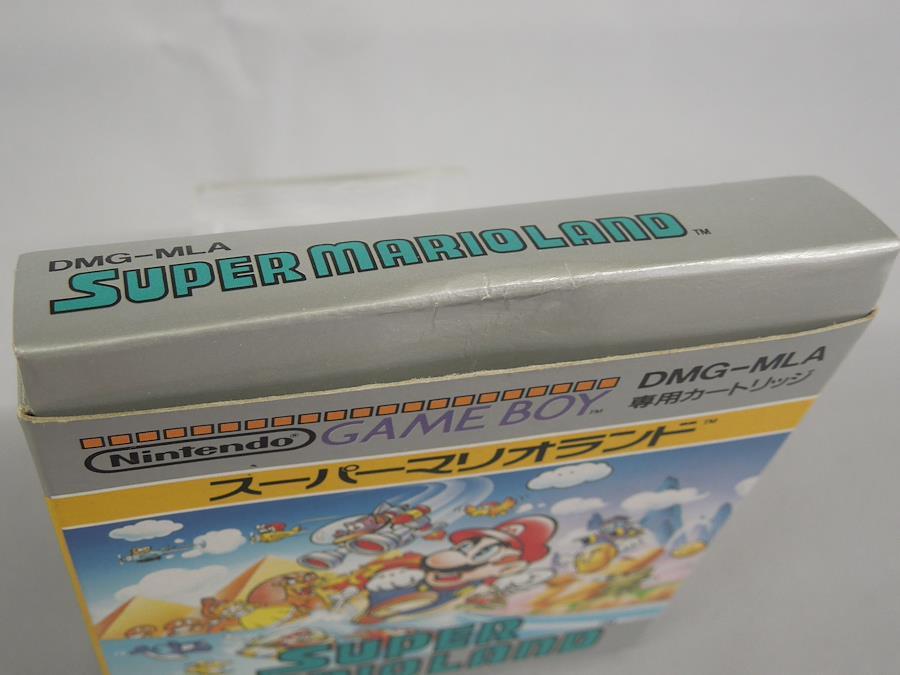 DMG-MLA
SUPER MARIOLAND™
Nintendo® GAME BOY™
DMG-MLA
専用カートリッジ
スーパーマリオランド™
SUPER
MARIOLAND